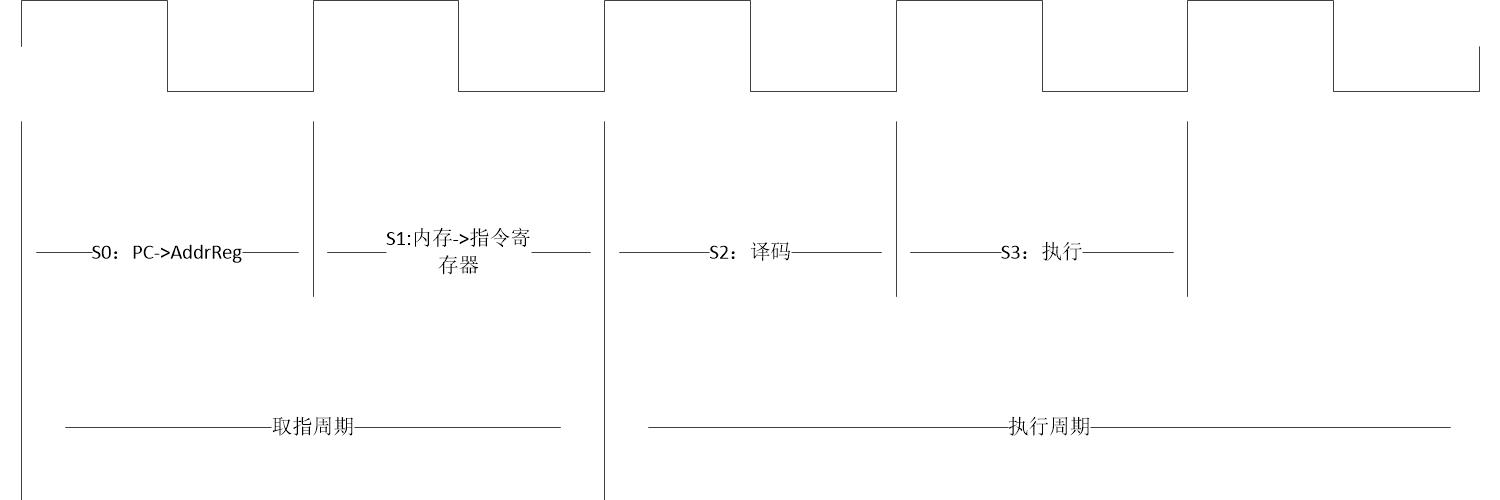 S0：PC->AddrReg
S1:内存->指令寄
存器
S2：译码
S3：执行
取指周期
执行周期